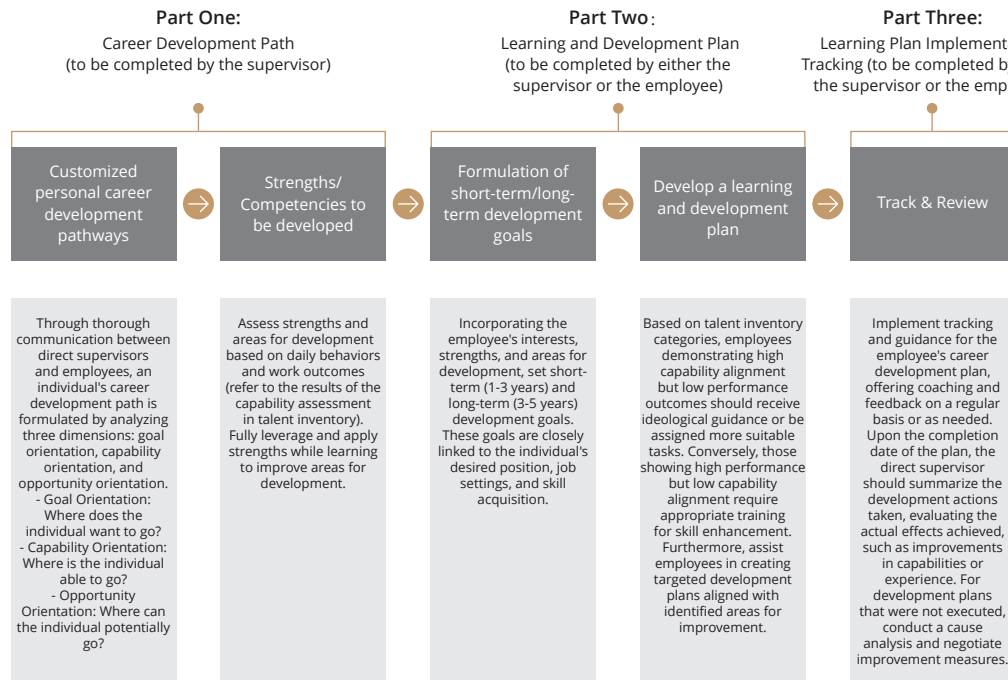 Part One:
Career Development Path
(to be completed by the supervisor)
Part Two:
Learning and Development Plan
(to be completed by either the
supervisor or the employee)
Part Three:
Learning Plan Implement
Tracking (to be completed b
the supervisor or the emp
Customized
personal career
development
pathways
Strengths/
Competencies to
be developed
Formulation of
short-term/long-
term development
goals
Develop a learning
and development
plan
Track & Review
Through thorough
communication between
direct supervisors
and employees, an
individual's career
development path is
formulated by analyzing
three dimensions: goal
orientation, capability
orientation, and
opportunity orientation.
- Goal Orientation:
Where does the
individual want to go?
- Capability Orientation:
Where is the individual
able to go?
- Opportunity
Orientation: Where can
the individual potentially
go?
Assess strengths and
areas for development
based on daily behaviors
and work outcomes
(refer to the results of the
capability assessment
in talent inventory).
Fully leverage and apply
strengths while learning
to improve areas for
development.
Incorporating the
employee's interests,
strengths, and areas for
development, set short-
term (1-3 years) and
long-term (3-5 years)
development goals.
These goals are closely
linked to the individual's
desired position, job
settings, and skill
acquisition.
Based on talent inventory
categories, employees
demonstrating high
capability alignment
but low performance
outcomes should receive
ideological guidance or be
assigned more suitable
tasks. Conversely, those
showing high performance
but low capability
alignment require
appropriate training
for skill enhancement.
Furthermore, assist
employees in creating
targeted development
plans aligned with
identified areas for
improvement.
Implement tracking
and guidance for the
employee's career
development plan,
offering coaching and
feedback on a regular
basis or as needed.
Upon the completion
date of the plan, the
direct supervisor
should summarize the
development actions
taken, evaluating the
actual effects achieved,
such as improvements
in capabilities or
experience. For
development plans
that were not executed,
conduct a cause
analysis and negotiate
improvement measures.